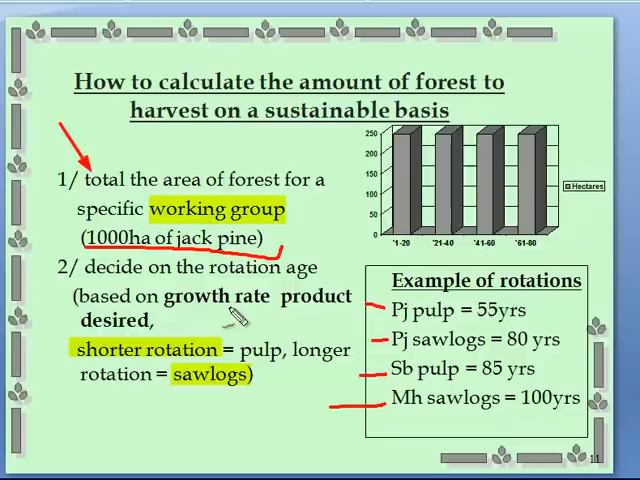 How to calculate the amount of forest to
harvest on a sustainable basis
1/ total the area of forest for a
specific working group
(1000ha of jack pine)
2/ decide on the rotation age
(based on growth rate product
desired,
shorter rotation = pulp, longer
rotation = sawlogs)
250
200
150
100
50
0
'1-20 '21-40 '41-60 '61-80
Hectares
Example of rotations
Pj pulp = 55yrs
Pj sawlogs = 80 yrs
Sb pulp = 85 yrs
Mh sawlogs = 100yrs
11